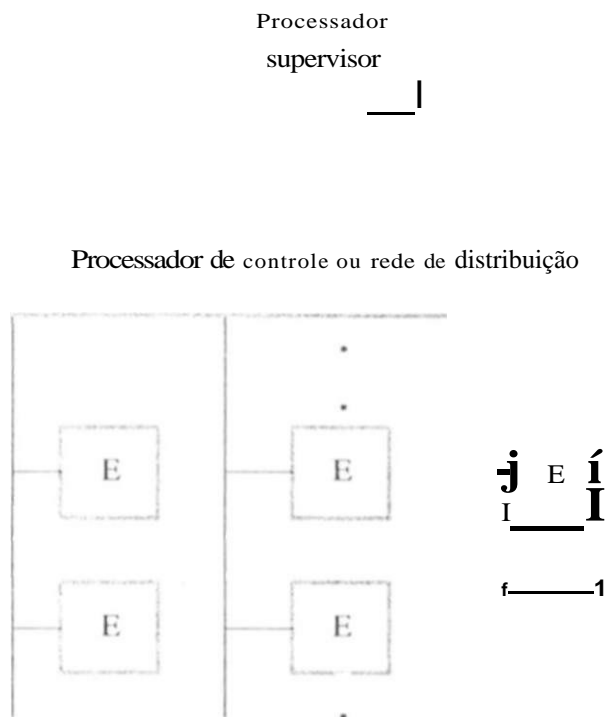 Processador
supervisor
Processador de controle ou rede de distribuição
E E E
E E